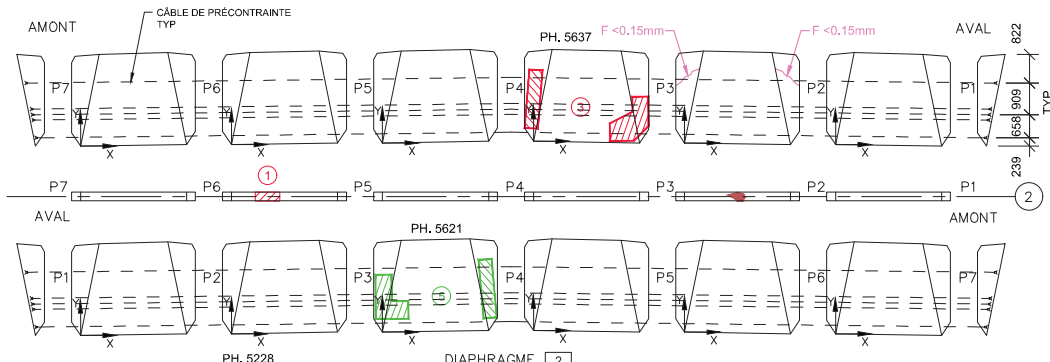 CÂBLE DE PRÉCONTRAINTE
TYP
AMONT
AVAL
PH. 5637
F <0.15mm
F <0.15mm
P7
P6
P5
P4
P3
P2
P1
3
Y
Y
Y
Y
Y
Y
X
X
X
X
X
X
822
909
658
239
TYP
1
P7
P6
P5
P4
P3
P2
P1
2
AVAL
AMONT
PH. 5621
P1
P2
P3
P4
P5
P6
P7
5
Y
Y
Y
Y
Y
Y
X
X
X
X
X
X
PH. 5228
DIAPHRAGME 2